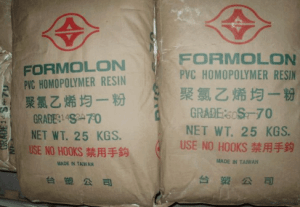 FORMOLON
PVC HOMOPOLYMER RESIN
聚氯乙烯均一粉
GRADE: S-70
NET WT. 25 KGS.
USE NO HOOKS 禁用手鈎
MADE IN TAIWAN
台塑公司
FORMOLON
PVC HOMOPOLYMER RESIN
聚氯乙烯均一粉
GRADE: S-70
NET WT. 25 KGS.
USE NO HOOKS 禁用手鈎
MADE IN TAIWAN
台塑公司